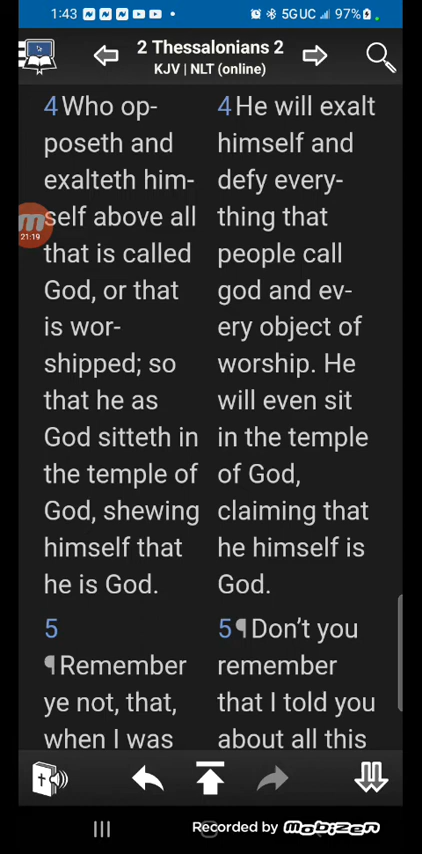 1:43 5GUC 97%
2 Thessalonians 2
KJV | NLT (online)
4 Who op-
poseth and
exalteth him-
self above all
that is called
God, or that
is wor-
shipped; so
that he as
God sitteth in
the temple of
God, shewing
himself that
he is God.
5
¶Remember
ye not, that,
when I was
4 He will exalt
himself and
defy every-
thing that
people call
god and ev-
ery object of
worship. He
will even sit
in the temple
of God,
claiming that
he himself is
God.
5 ¶Don’t you
remember
that I told you
about all this
21:19
Recorded by mobizen